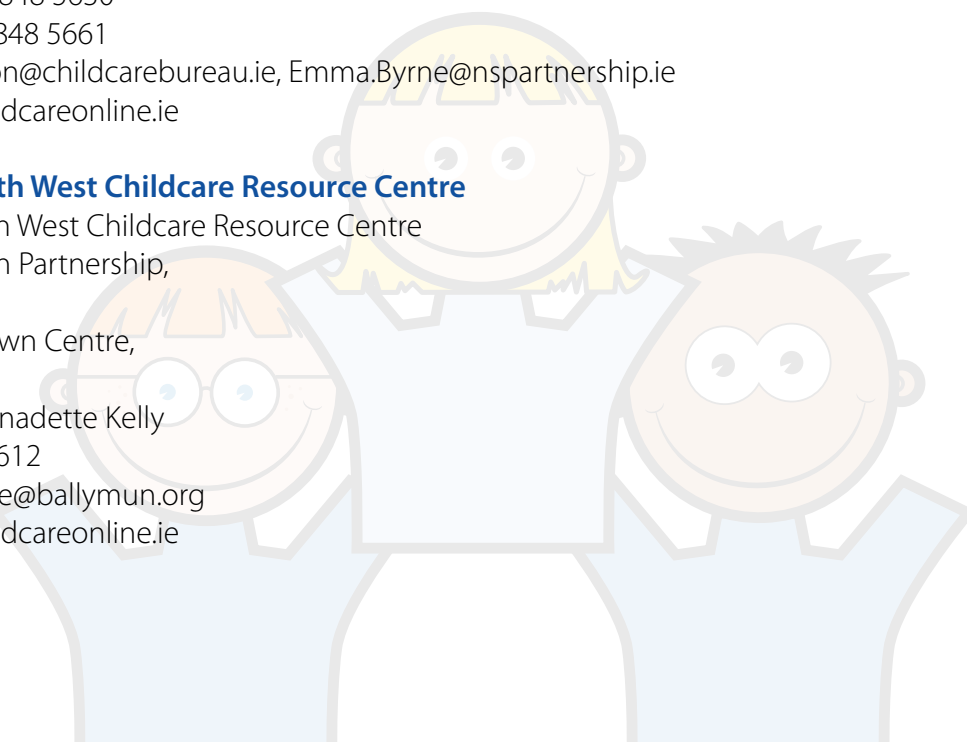 848 5661
on@childcarebureau.ie, Emma.Byrne@nspartnership.ie
dcareonline.ie
th West Childcare Resource Centre
n West Childcare Resource Centre
n Partnership,
wn Centre,
nadette Kelly
612
e@ballymun.org
dcareonline.ie